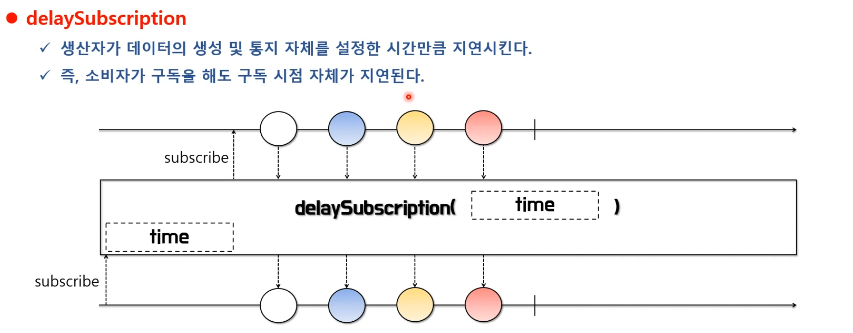 ● delaySubscription
✓ 생산자가 데이터의 생성 및 통지 자체를 설정한 시간만큼 지연시킨다.
✓ 즉, 소비자가 구독을 해도 구독 시점 자체가 지연된다.
subscribe
delaySubscription( time )
time
subscribe